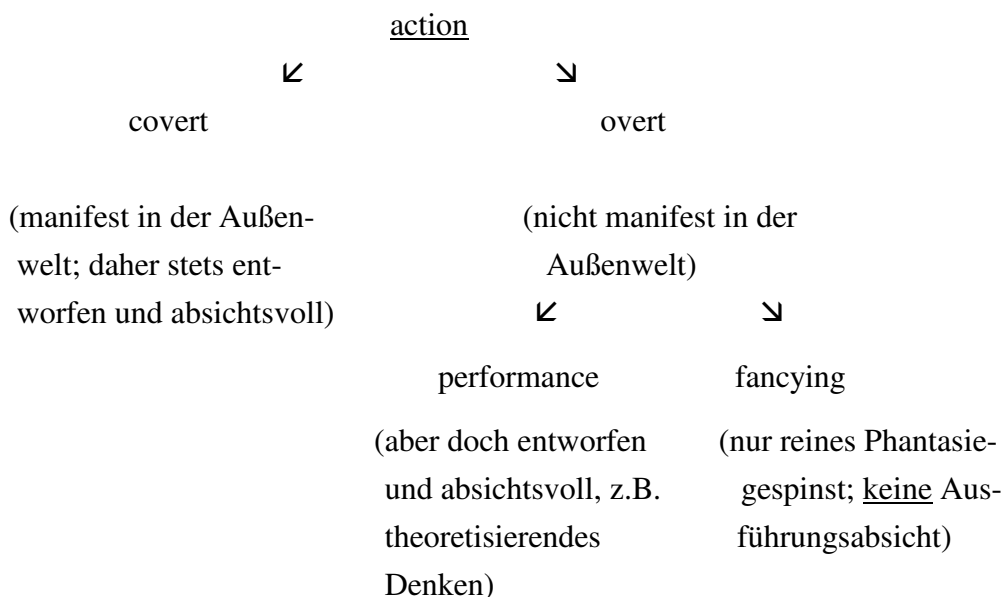 action
covert
overt
(manifest in der Außen-
welt; daher stets ent-
worfen und absichtsvoll)
(nicht manifest in der
Außenwelt)
performance
fancying
(aber doch entworfen
und absichtsvoll, z.B.
theoretisierendes
Denken)
(nur reines Phantasie-
gespinst; keine Aus-
führungsabsicht)